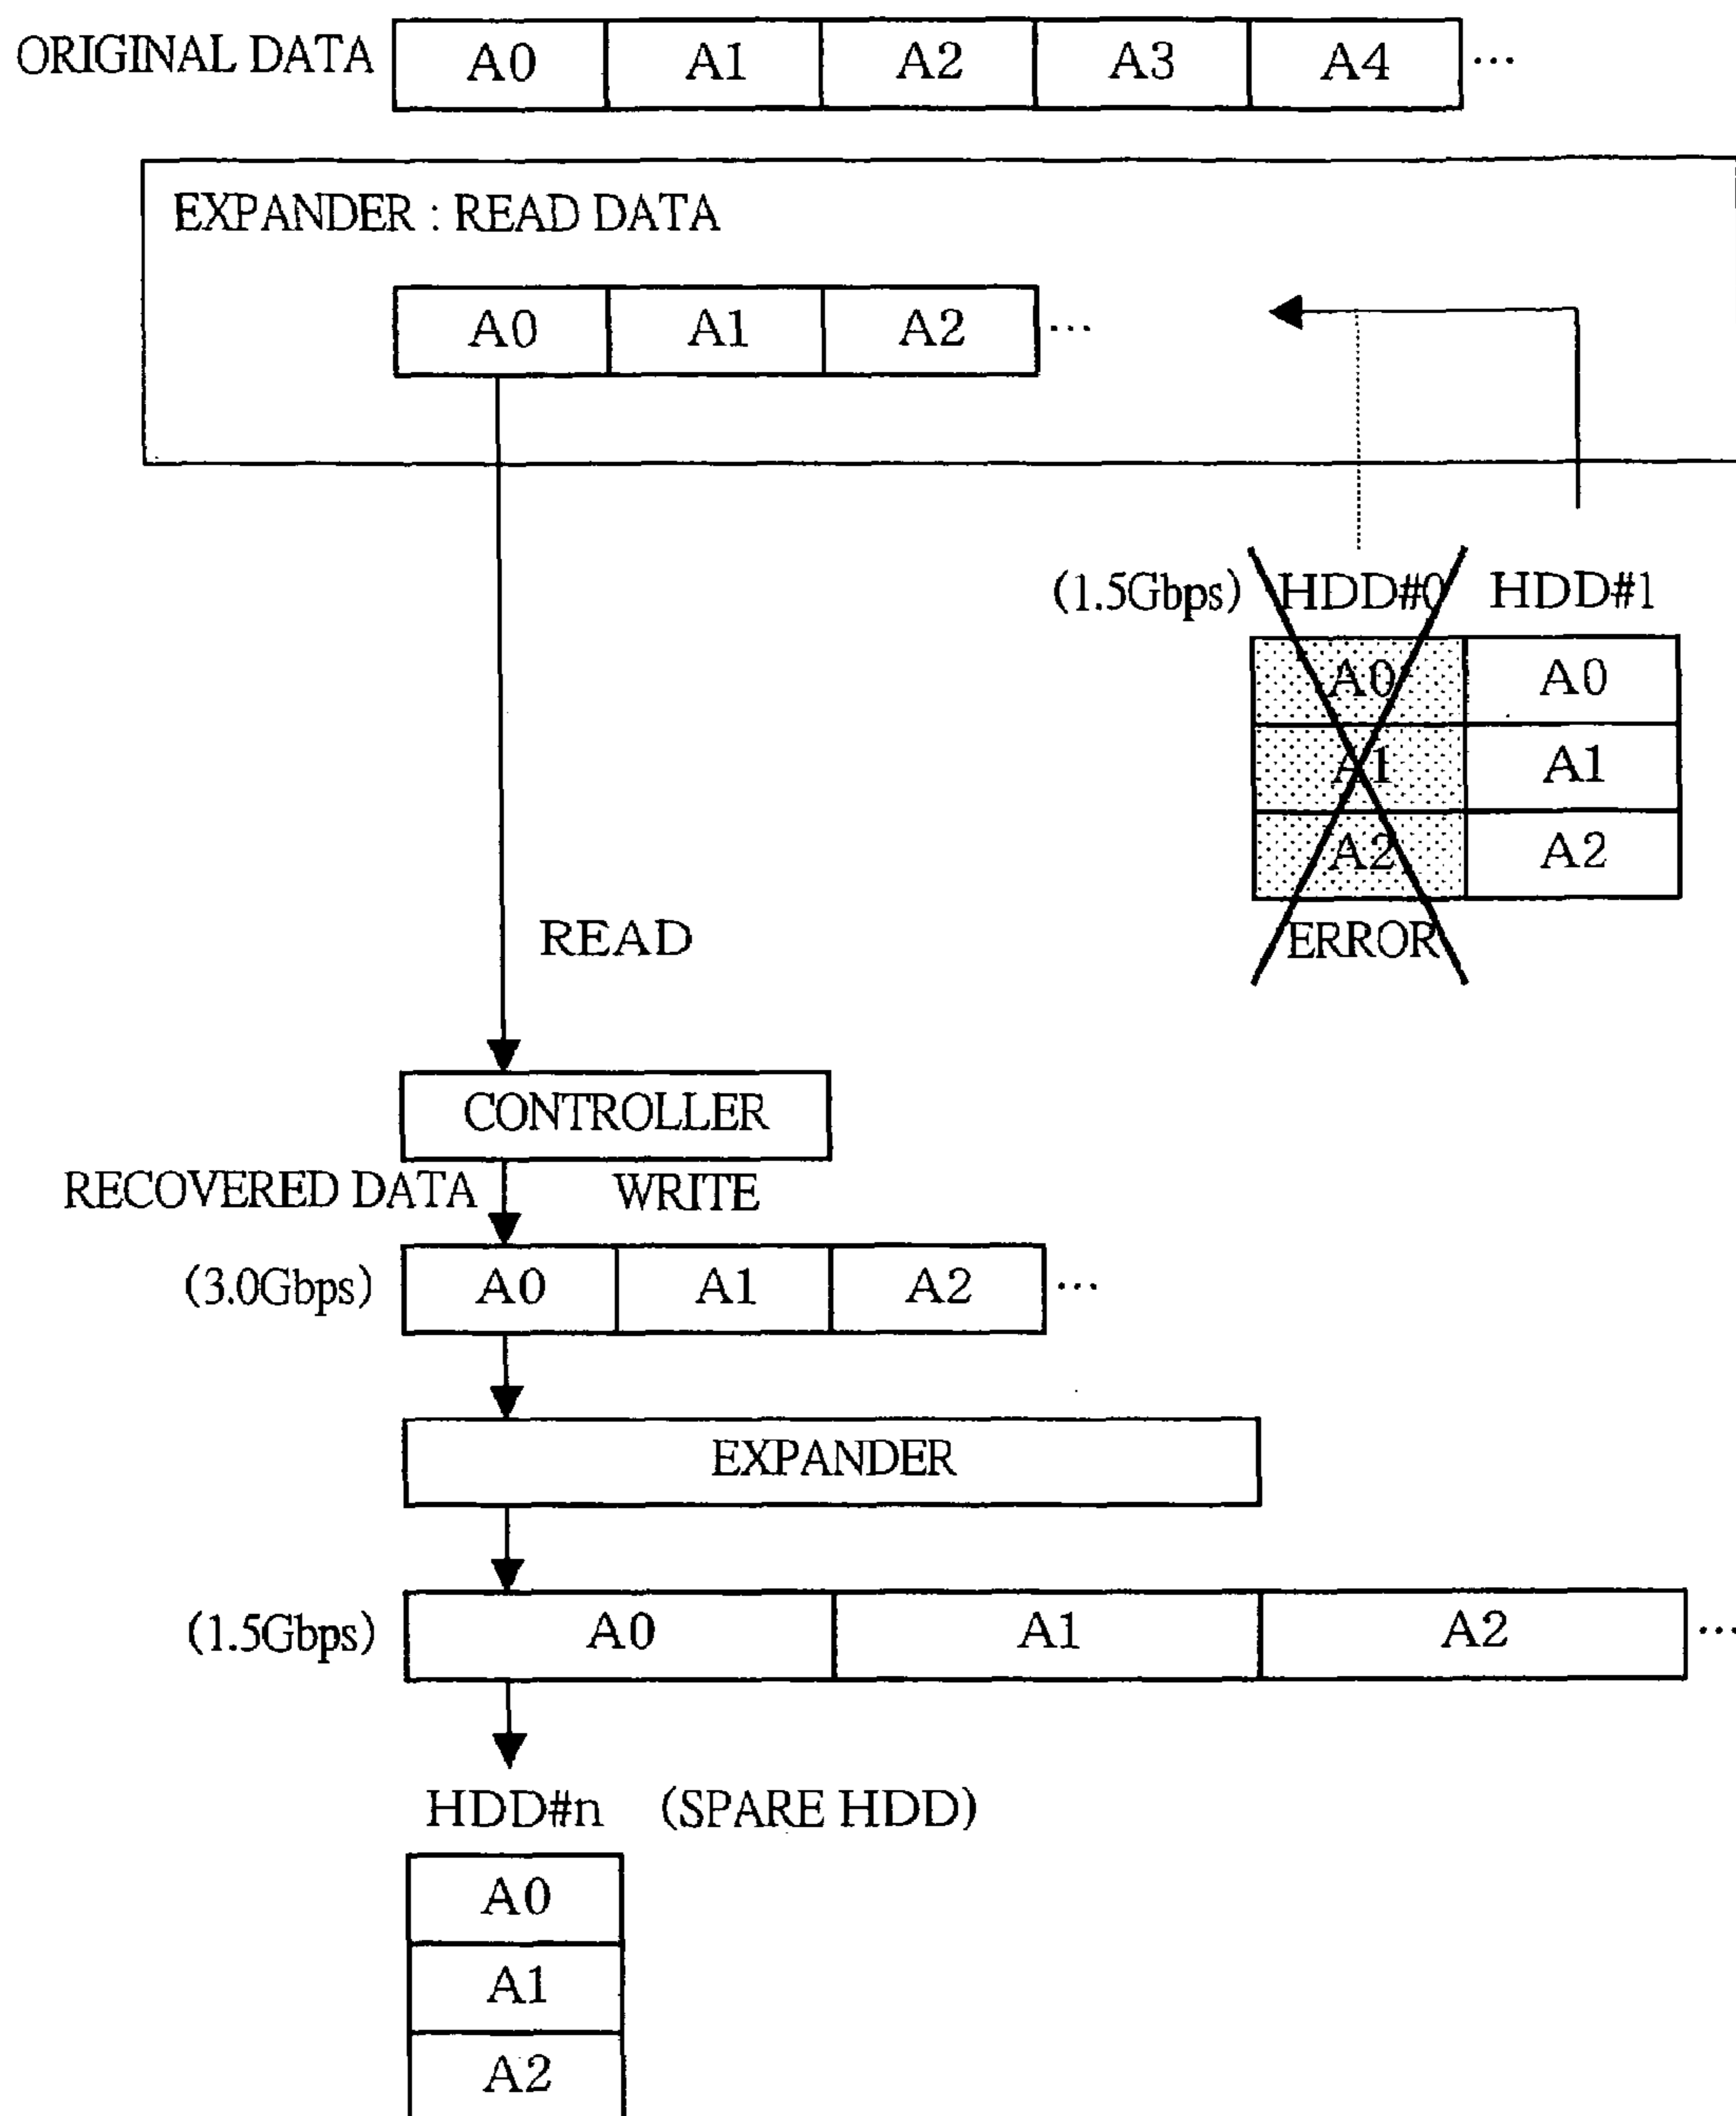 ORIGINAL DATA A0 A1 A2 A3 A4 ...
EXPANDER : READ DATA
A0 A1 A2 ...
(1.5Gbps) HDD#0 HDD#1
A0 A0
A1 A1
A2 A2
ERROR
READ
CONTROLLER
RECOVERED DATA WRITE
(3.0Gbps) A0 A1 A2 ...
EXPANDER
(1.5Gbps) A0 A1 A2 ...
HDD#n (SPARE HDD)
A0
A1
A2